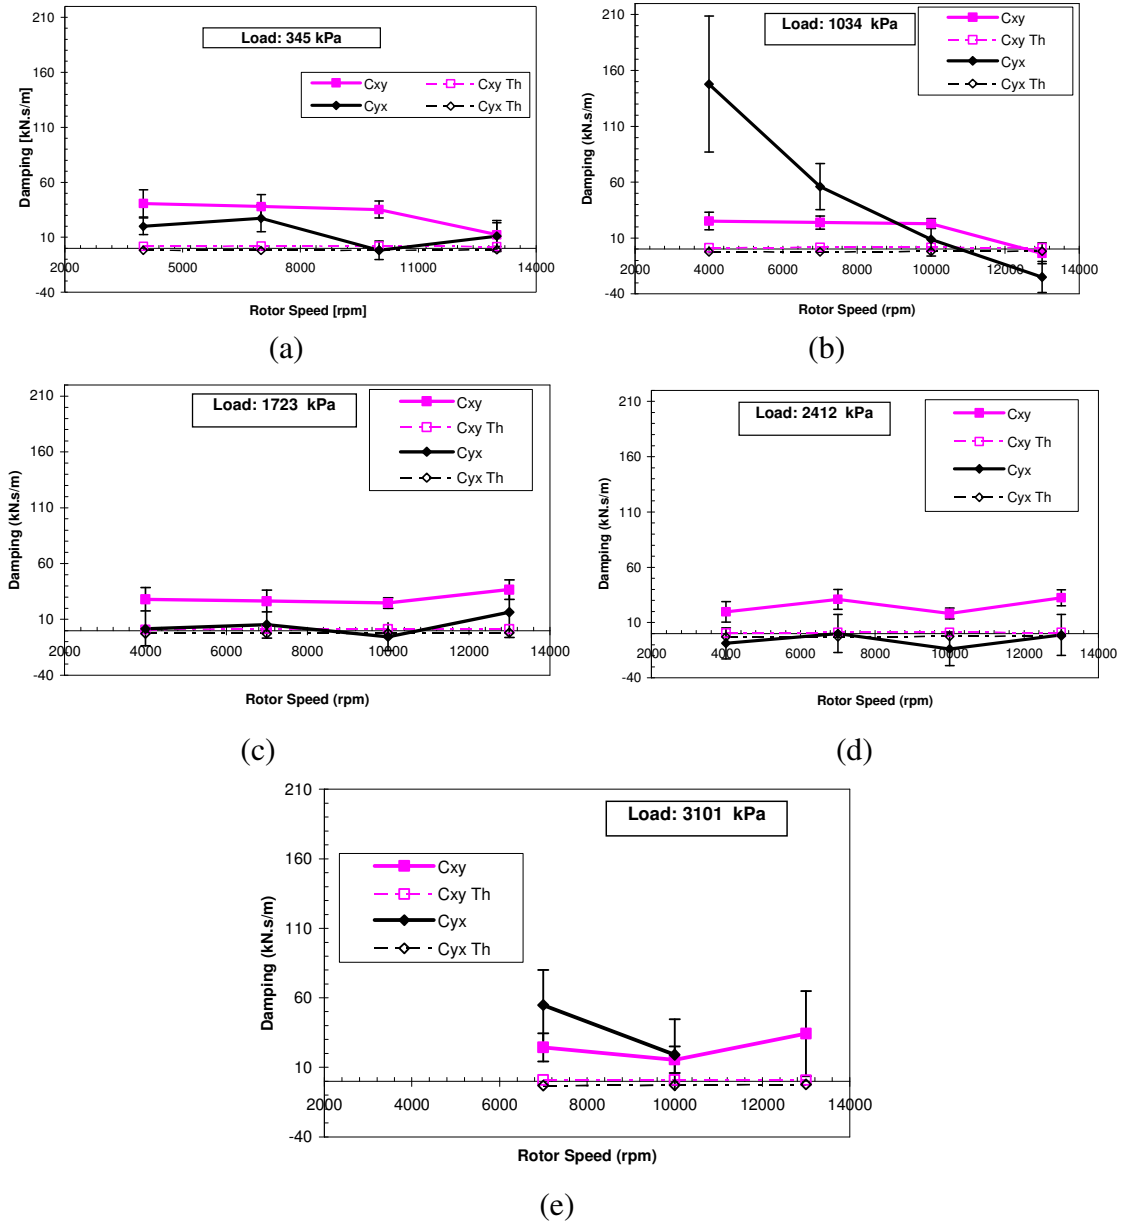 210
160
110
60
10
-40
Damping [kN.s/m]
Load: 345 kPa
Cxy
Cxy Th
Cyx
Cyx Th
2000
5000
8000
11000
14000
Rotor Speed [rpm]
(a)
210
160
110
60
10
-40
Damping (kN.s/m)
Load: 1034 kPa
Cxy
Cxy Th
Cyx
Cyx Th
2000
4000
6000
8000
10000
12000
14000
Rotor Speed (rpm)
(b)
210
160
110
60
10
-40
Damping (kN.s/m)
Load: 1723 kPa
Cxy
Cxy Th
Cyx
Cyx Th
2000
4000
6000
8000
10000
12000
14000
Rotor Speed (rpm)
(c)
210
160
110
60
10
-40
Damping (kN.s/m)
Load: 2412 kPa
Cxy
Cxy Th
Cyx
Cyx Th
2000
4000
6000
8000
10000
12000
14000
Rotor Speed (rpm)
(d)
210
160
110
60
10
-40
Damping (kN.s/m)
Load: 3101 kPa
Cxy
Cxy Th
Cyx
Cyx Th
2000
4000
6000
8000
10000
12000
14000
Rotor Speed (rpm)
(e)